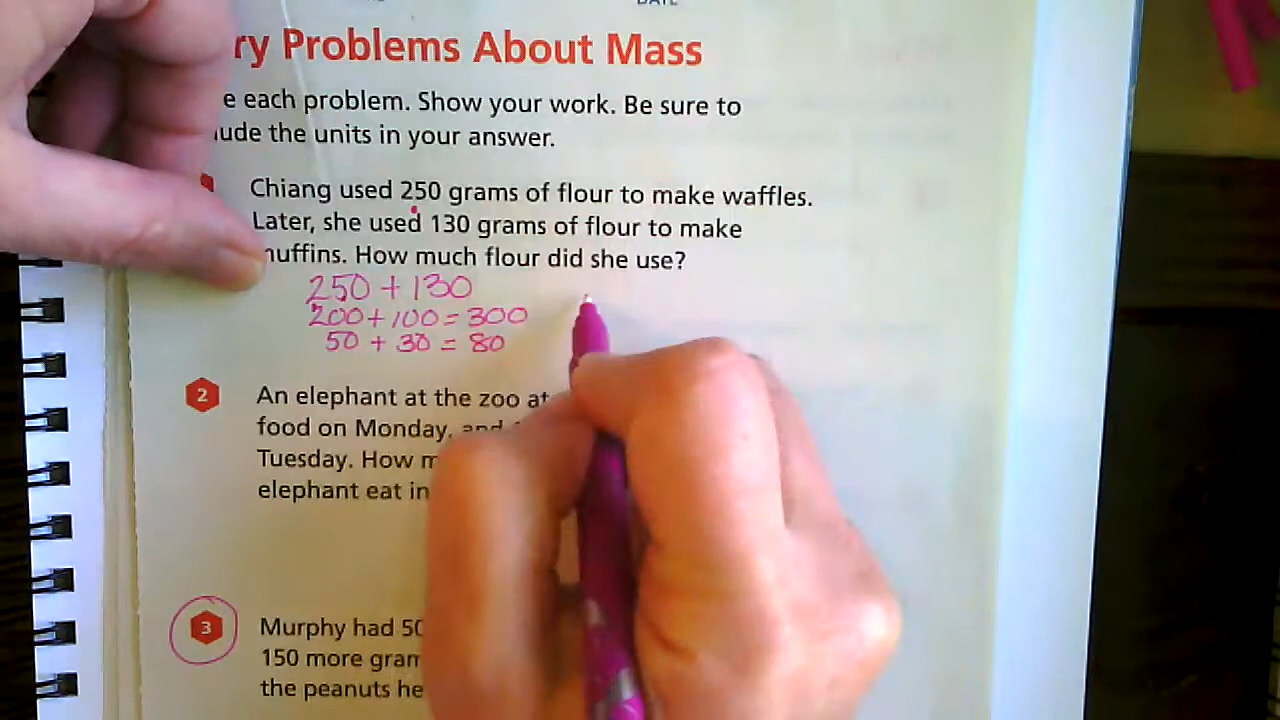 DATE
ry Problems About Mass
e each problem. Show your work. Be sure to
ude the units in your answer.
Chiang used 250 grams of flour to make waffles.
Later, she used 130 grams of flour to make
muffins. How much flour did she use?
250 + 130
200 + 100 = 300
50 + 30 = 80
2 An elephant at the zoo at
food on Monday, and
Tuesday. How m
elephant eat in
3 Murphy had 50
150 more gram
the peanuts he